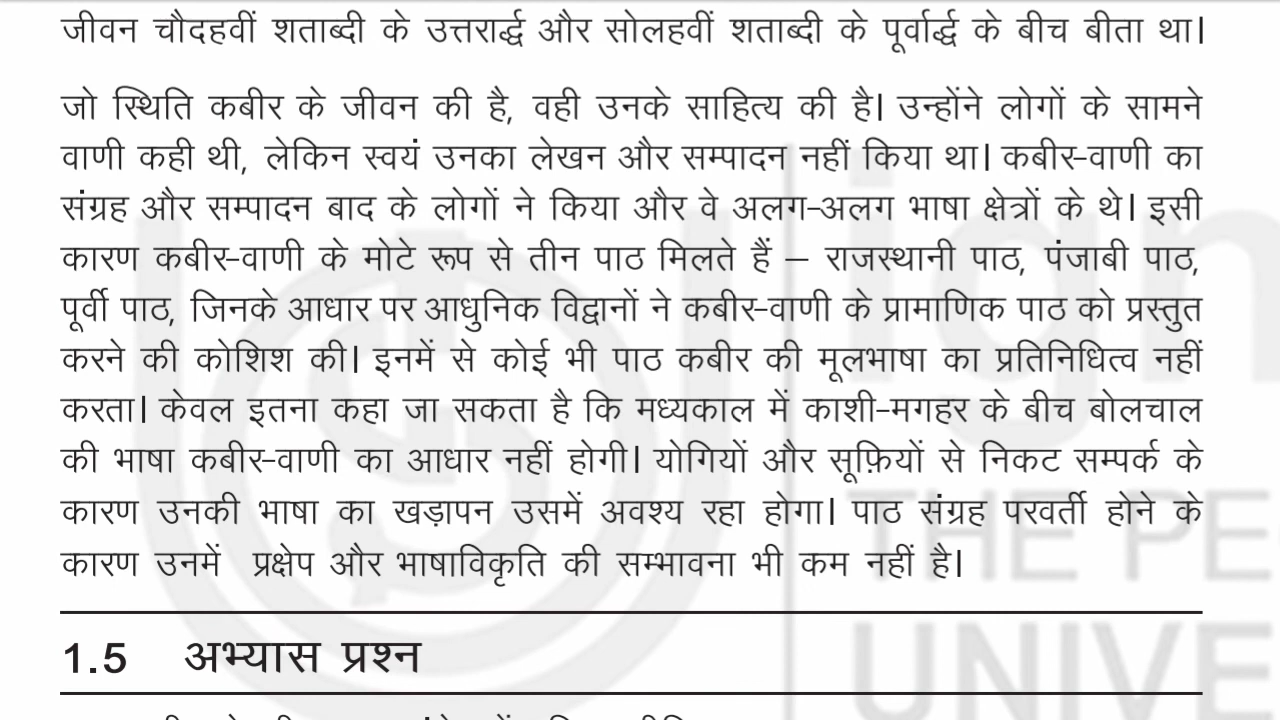 जीवन चौदहवीं शताब्दी के उत्तरार्द्ध और सोलहवीं शताब्दी के पूर्वार्द्ध के बीच बीता था।
जो स्थिति कबीर के जीवन की है, वही उनके साहित्य की है। उन्होंने लोगों के सामने
वाणी कही थी, लेकिन स्वयं उनका लेखन और सम्पादन नहीं किया था। कबीर-वाणी का
संग्रह और सम्पादन बाद के लोगों ने किया और वे अलग-अलग भाषा क्षेत्रों के थे। इसी
कारण कबीर-वाणी के मोटे रूप से तीन पाठ मिलते हैं – राजस्थानी पाठ, पंजाबी पाठ,
पूर्वी पाठ, जिनके आधार पर आधुनिक विद्वानों ने कबीर-वाणी के प्रामाणिक पाठ को प्रस्तुत
करने की कोशिश की। इनमें से कोई भी पाठ कबीर की मूलभाषा का प्रतिनिधित्व नहीं
करता। केवल इतना कहा जा सकता है कि मध्यकाल में काशी-मगहर के बीच बोलचाल
की भाषा कबीर-वाणी का आधार नहीं होगी। योगियों और सूफ़ियों से निकट सम्पर्क के
कारण उनकी भाषा का खड़ापन उसमें अवश्य रहा होगा। पाठ संग्रह परवर्ती होने के
कारण उनमें प्रक्षेप और भाषाविकृति की सम्भावना भी कम नहीं है।
1.5 अभ्यास प्रश्न
ign
THE PE
UNIVE